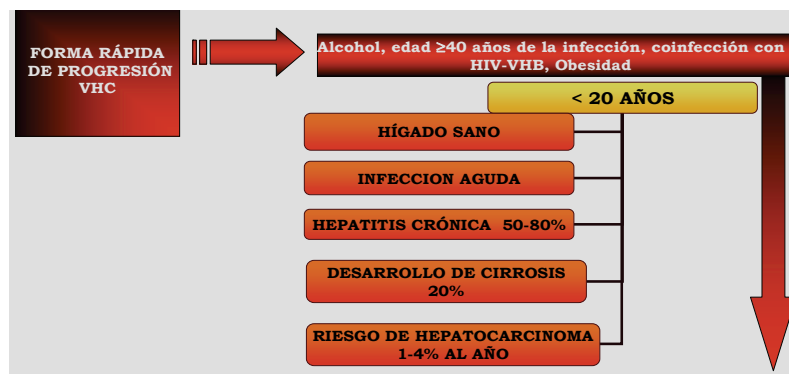 FORMA RÁPIDA
DE PROGRESIÓN
VHC
Alcohol, edad ≥40 años de la infección, coinfección con
HIV-VHB, Obesidad
< 20 AÑOS
HÍGADO SANO
INFECCION AGUDA
HEPATITIS CRÓNICA 50-80%
DESARROLLO DE CIRROSIS
20%
RIESGO DE HEPATOCARCINOMA
1-4% AL AÑO